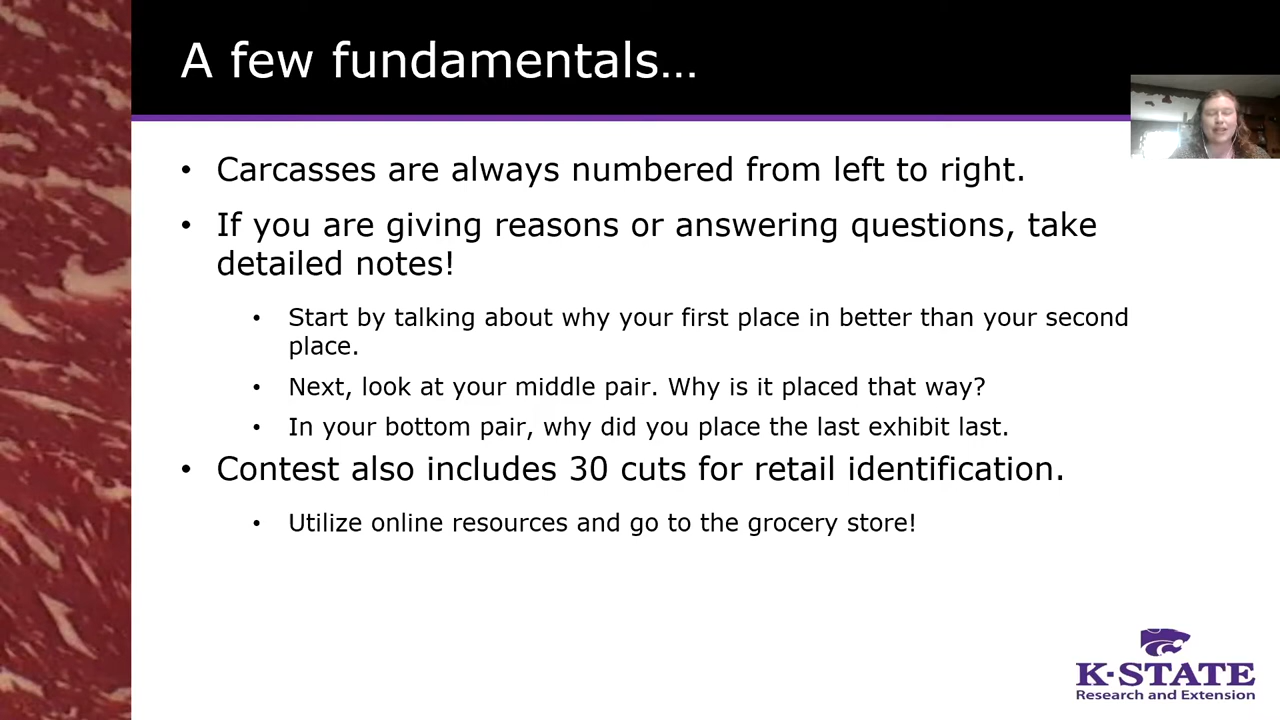 A few fundamentals…
• Carcasses are always numbered from left to right.
• If you are giving reasons or answering questions, take
detailed notes!
• Start by talking about why your first place in better than your second
place.
• Next, look at your middle pair. Why is it placed that way?
• In your bottom pair, why did you place the last exhibit last.
• Contest also includes 30 cuts for retail identification.
• Utilize online resources and go to the grocery store!
K-STATE
Research and Extension